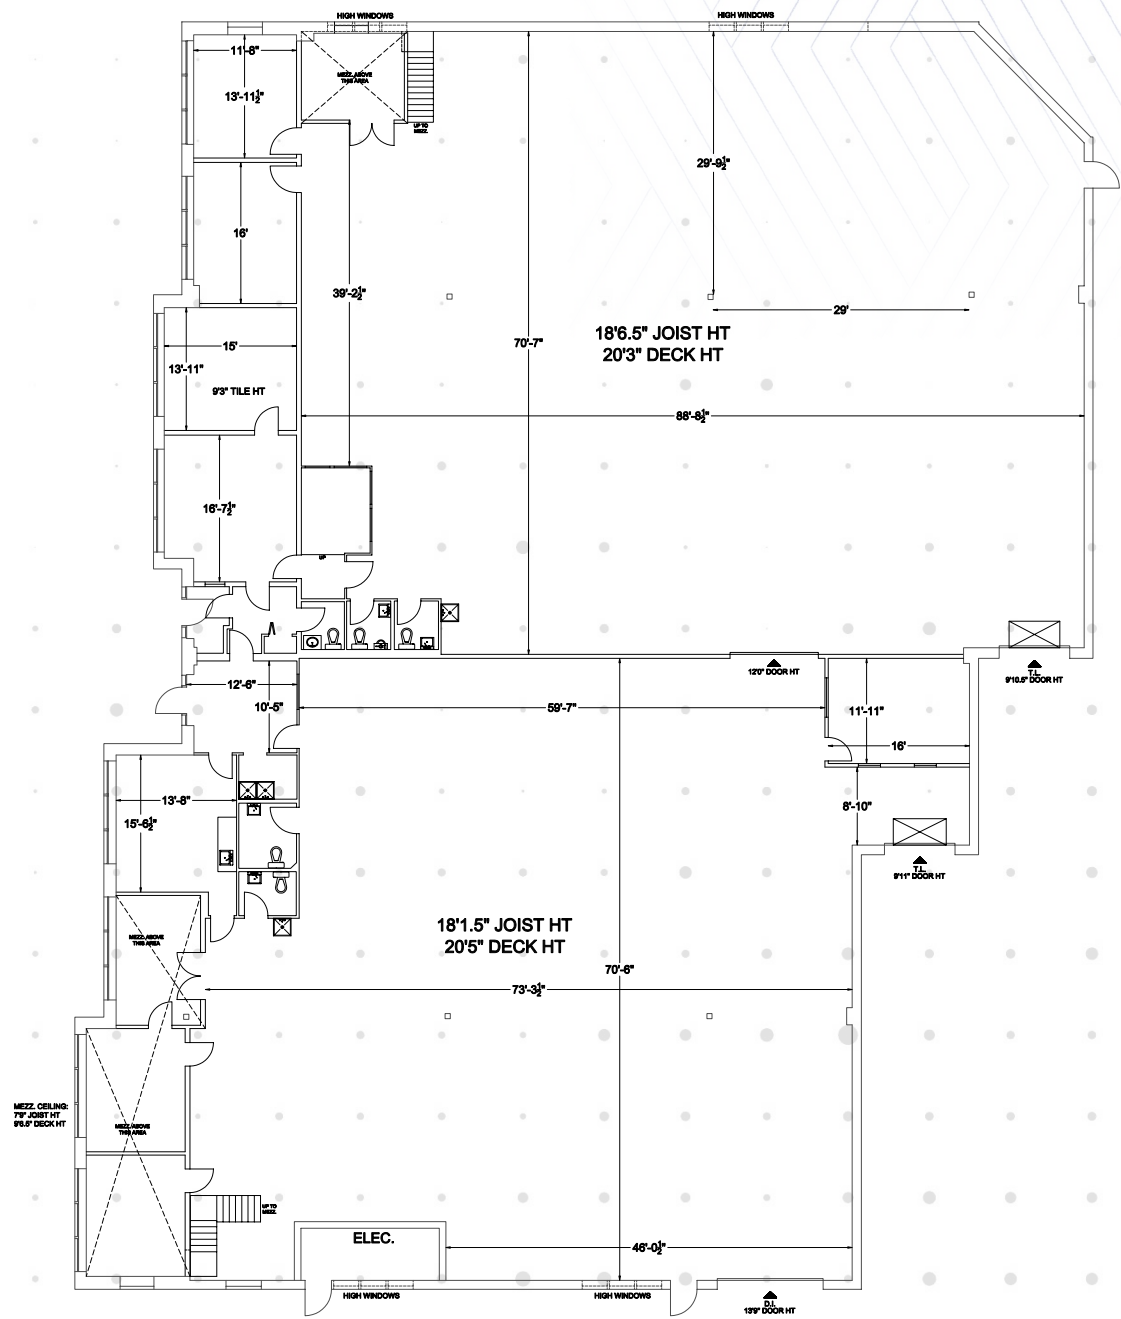 HIGH WINDOWS
HIGH WINDOWS
11'-8"
MEZZ. ABOVE
THIS AREA
13'-11½"
UP TO
MEZZ.
29'-9½"
16'
39'-2½"
29'
18'6.5" JOIST HT
20'3" DECK HT
70'-7"
15'
13'-11"
9'3" TILE HT
88'-8½"
16'-7½"
UP
12'0" DOOR HT
T.L.
9'10.5" DOOR HT
12'-6"
10'-5"
59'-7"
11'-11"
16'
13'-8"
8'-10"
15'-6½"
T.L.
9'11" DOOR HT
18'1.5" JOIST HT
20'5" DECK HT
MEZZ. ABOVE
THIS AREA
70'-6"
73'-3½"
MEZZ. CEILING:
7'9" JOIST HT
9'6.5" DECK HT
MEZZ. ABOVE
THIS AREA
UP TO
MEZZ.
ELEC.
46'-0½"
HIGH WINDOWS
HIGH WINDOWS
D.I.
13'9" DOOR HT